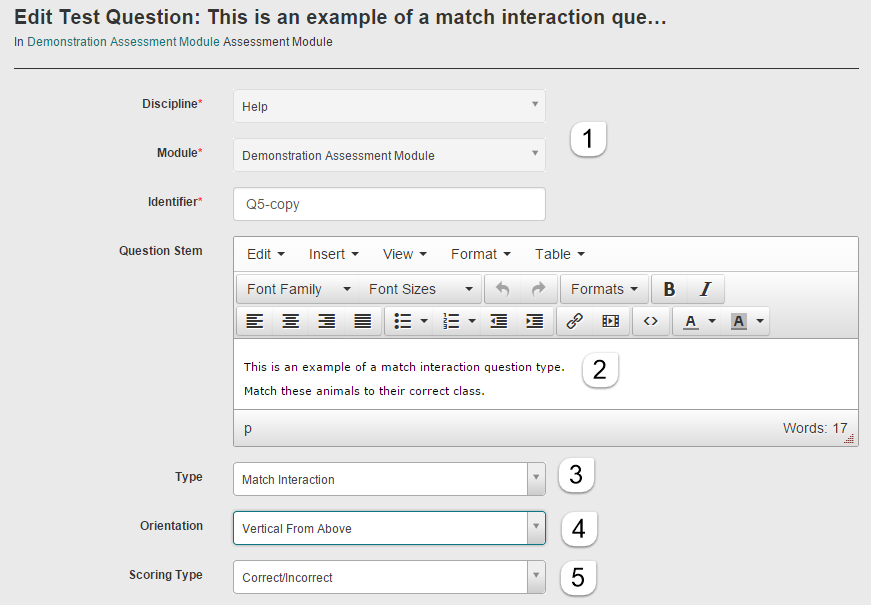 Edit Test Question: This is an example of a match interaction que...
In Demonstration Assessment Module Assessment Module
Discipline* Help
1
Module* Demonstration Assessment Module
Identifier* Q5-copy
Question Stem Edit Insert View Format Table
Font Family Font Sizes Formats B I
A A
This is an example of a match interaction question type. 2
Match these animals to their correct class.
p Words: 17
Type Match Interaction 3
Orientation Vertical From Above 4
Scoring Type Correct/Incorrect 5